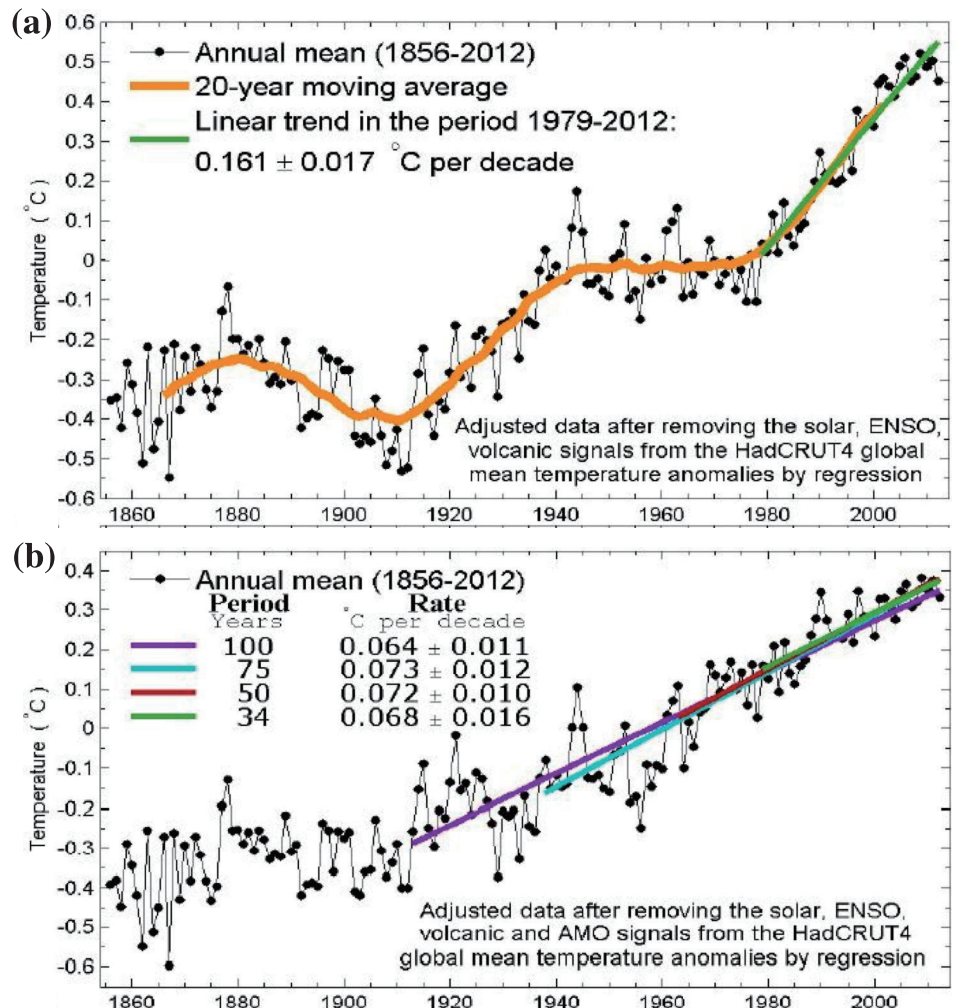 (a)
Annual mean (1856-2012)
20-year moving average
Linear trend in the period 1979-2012:
0.161 ± 0.017 °C per decade
0.6
0.5
0.4
0.3
0.2
0.1
0
-0.1
-0.2
-0.3
-0.4
-0.5
0.6
Temperature (°C)
Adjusted data after removing the solar, ENSO,
volcanic signals from the HadCRUT4 global
mean temperature anomalies by regression
1860 1880 1900 1920 1940 1960 1980 2000
(b)
Annual mean (1856-2012)
Period Rate
Years °C per decade
100 0.064 ± 0.011
75 0.073 ± 0.012
50 0.072 ± 0.010
34 0.068 ± 0.016
0.4
0.3
0.2
0.1
0
-0.1
-0.2
-0.3
-0.4
-0.5
-0.6
Temperature (°C)
Adjusted data after removing the solar, ENSO,
volcanic and AMO signals from the HadCRUT4
global mean temperature anomalies by regression
1860 1880 1900 1920 1940 1960 1980 2000